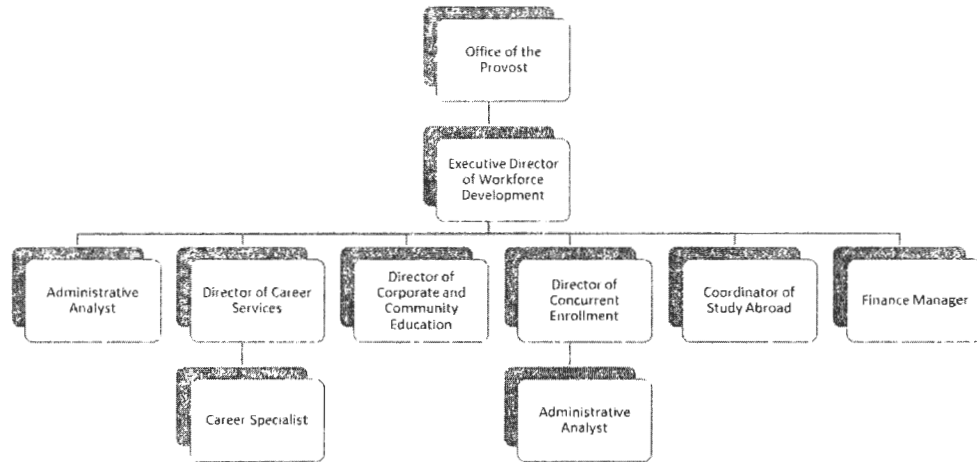 Office of the
Provost
Executive Director
of Workforce
Development
Administrative
Analyst
Director of Career
Services
Director of
Corporate and
Community
Education
Director of
Concurrent
Enrollment
Coordinator of
Study Abroad
Finance Manager
Career Specialist
Administrative
Analyst